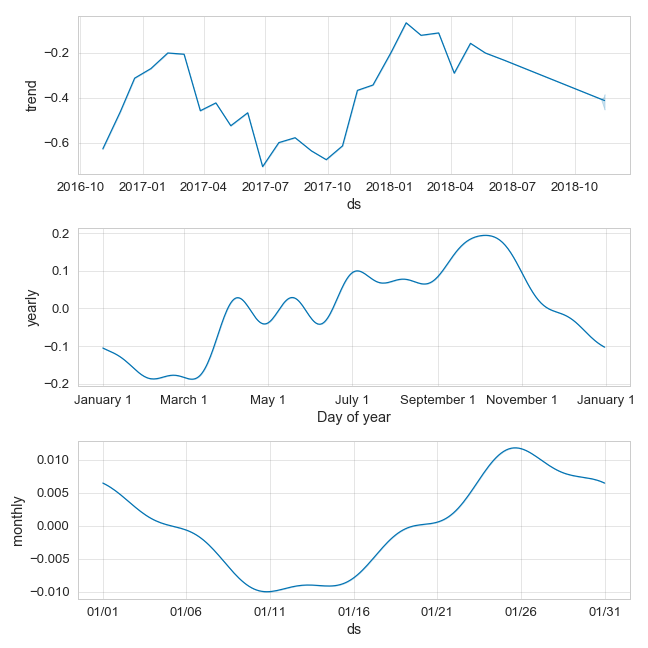 −0.2
−0.4
−0.6
trend
2016-10 2017-01 2017-04 2017-07 2017-10 2018-01 2018-04 2018-07 2018-10
ds
0.2
0.1
0.0
−0.1
−0.2
yearly
January 1 March 1 May 1 July 1 September 1 November 1 January 1
Day of year
0.010
0.005
0.000
−0.005
−0.010
monthly
01/01 01/06 01/11 01/16 01/21 01/26 01/31
ds